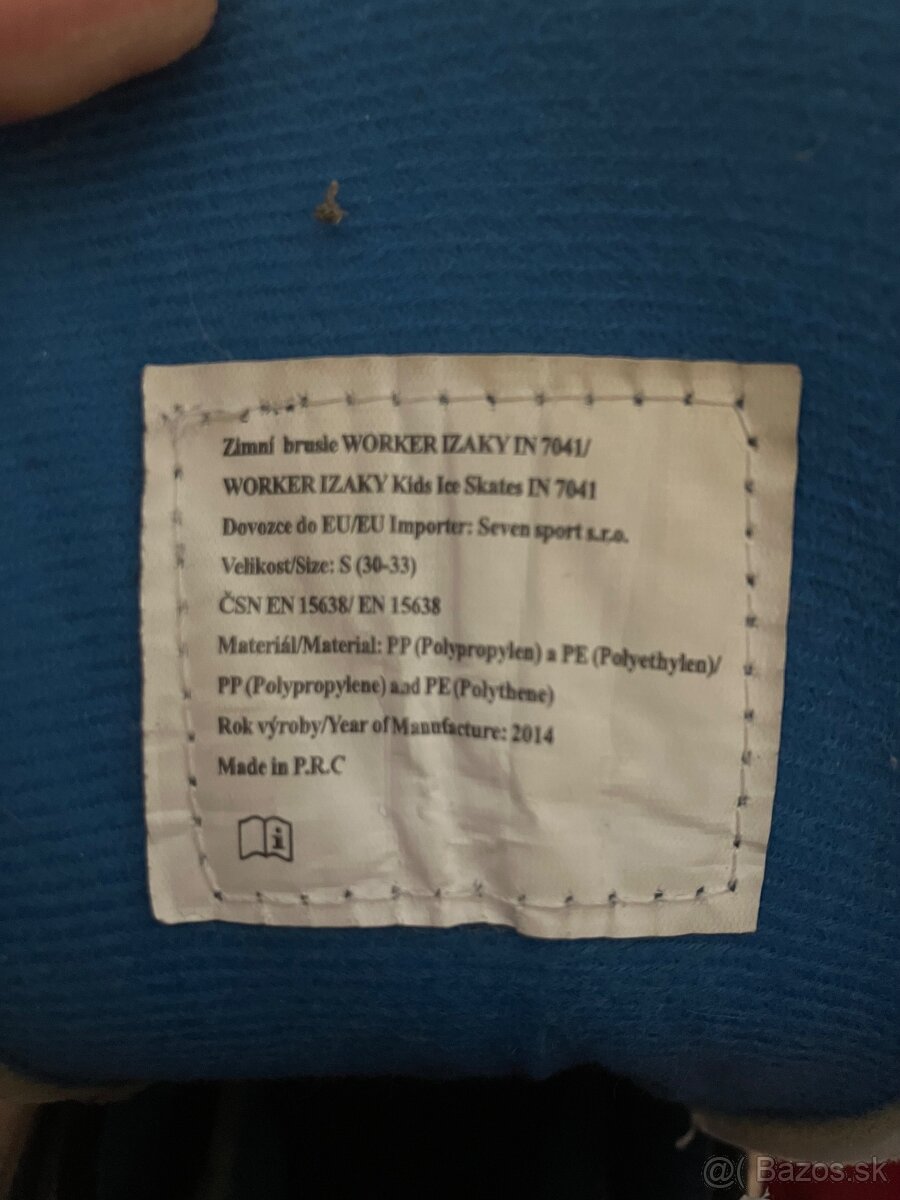 Zimní brusle WORKER IZAKY IN 7041/
WORKER IZAKY Kids Ice Skates IN 7041
Dovozce do EU/EU Importer: Seven sport s.r.o.
Velikost/Size: S (30-33)
ČSN EN 15638/ EN 15638
Materiál/Material: PP (Polypropylen) a PE (Polyethylen)/
PP (Polypropylene) and PE (Polythene)
Rok výroby/Year of Manufacture: 2014
Made in P.R.C
i
@( Bazos.sk